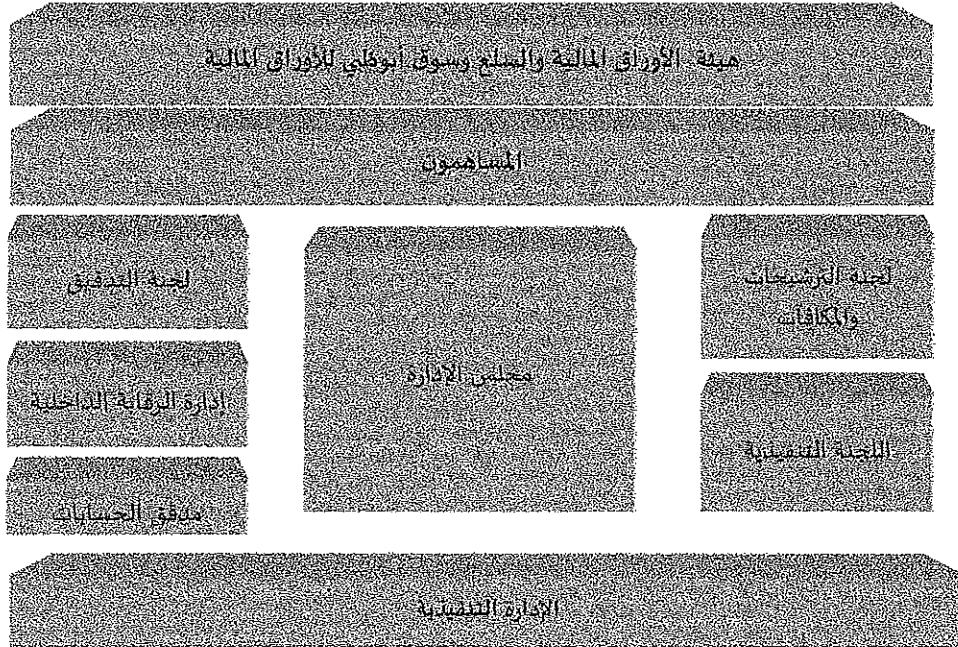 هيئة الأوراق المالية والسلع وسوق أبوظبي للأوراق المالية
المساهمون
لجنة الترشيحات
والمكافآت
اللجنة التنفيذية
مجلس الادارة
لجنة التدقيق
إدارة الرقابة الداخلية
مدقق الحسابات
الإدارة التنفيذية